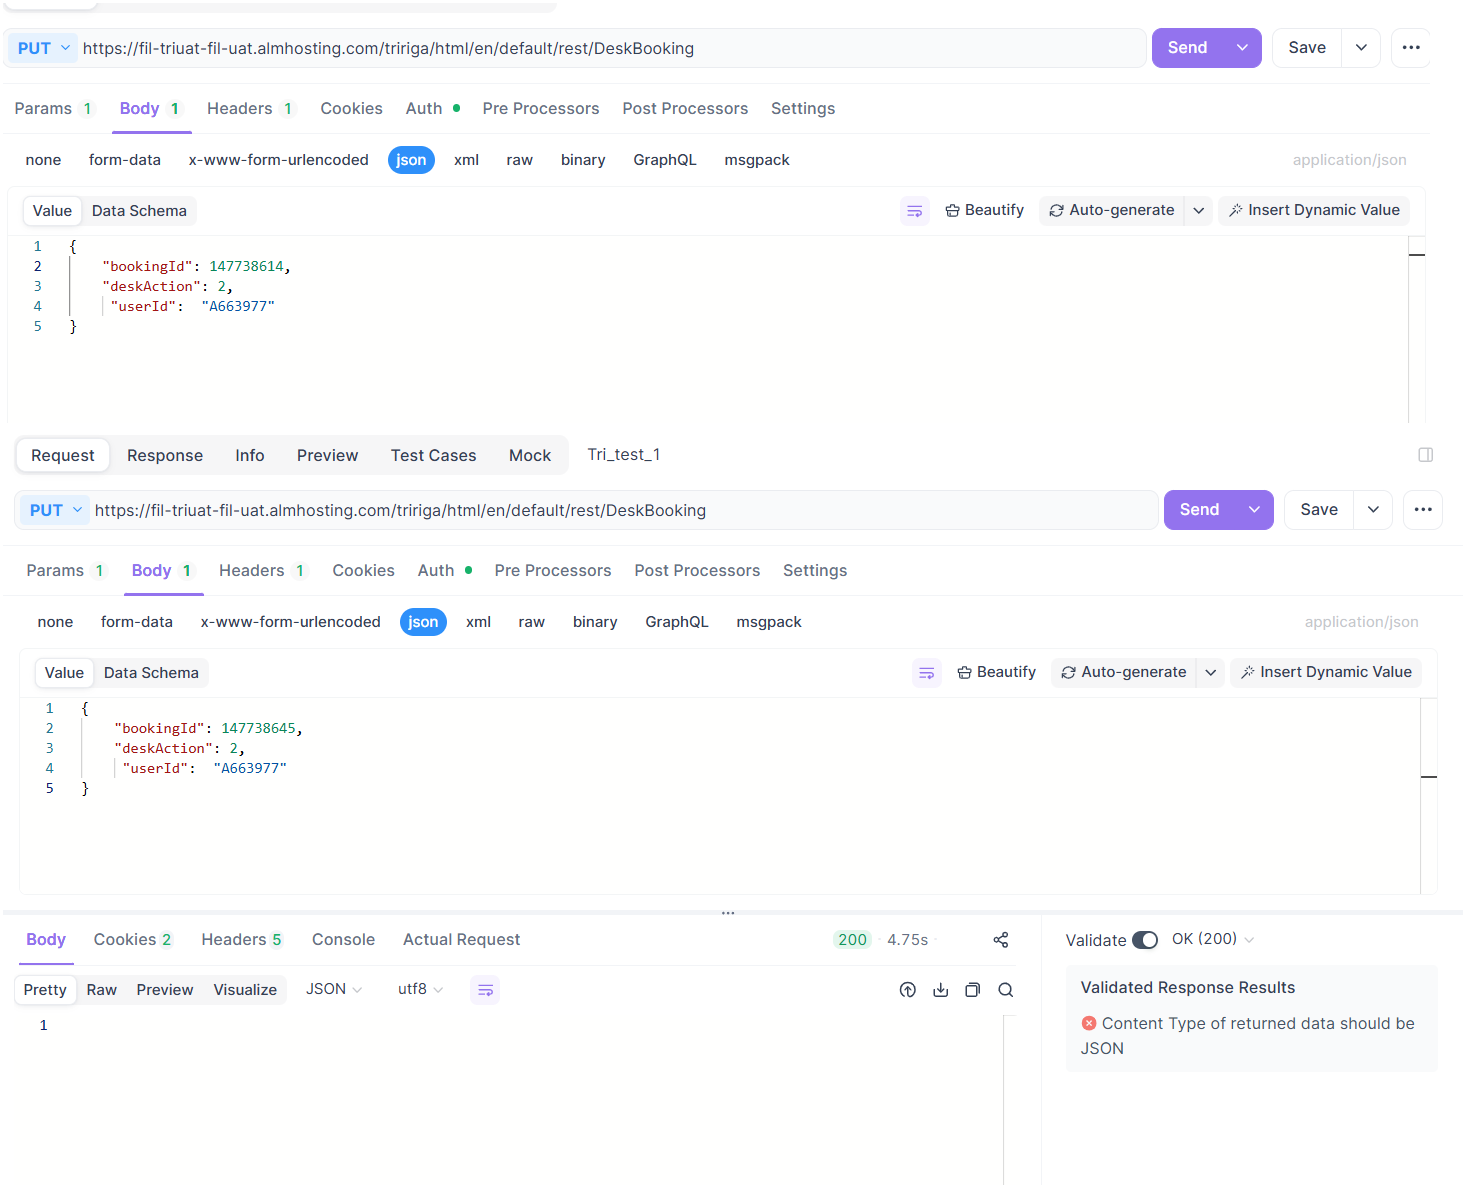 PUT https://fil-triuat-fil-uat.almhosting.com/tririga/html/en/default/rest/DeskBooking Send Save ...
Params 1 Body 1 Headers 1 Cookies Auth Pre Processors Post Processors Settings
none form-data x-www-form-urlencoded json xml raw binary GraphQL msgpack application/json
Value Data Schema Beautify Auto-generate Insert Dynamic Value
1 {
2 "bookingId": 147738614,
3 "deskAction": 2,
4 "userId": "A663977"
5 }
Request Response Info Preview Test Cases Mock Tri_test_1
PUT https://fil-triuat-fil-uat.almhosting.com/tririga/html/en/default/rest/DeskBooking Send Save ...
Params 1 Body 1 Headers 1 Cookies Auth Pre Processors Post Processors Settings
none form-data x-www-form-urlencoded json xml raw binary GraphQL msgpack application/json
Value Data Schema Beautify Auto-generate Insert Dynamic Value
1 {
2 "bookingId": 147738645,
3 "deskAction": 2,
4 "userId": "A663977"
5 }
Body Cookies 2 Headers 5 Console Actual Request 200 · 4.75s · Validate OK (200)
Pretty Raw Preview Visualize JSON utf8
1
Validated Response Results
Content Type of returned data should be
JSON